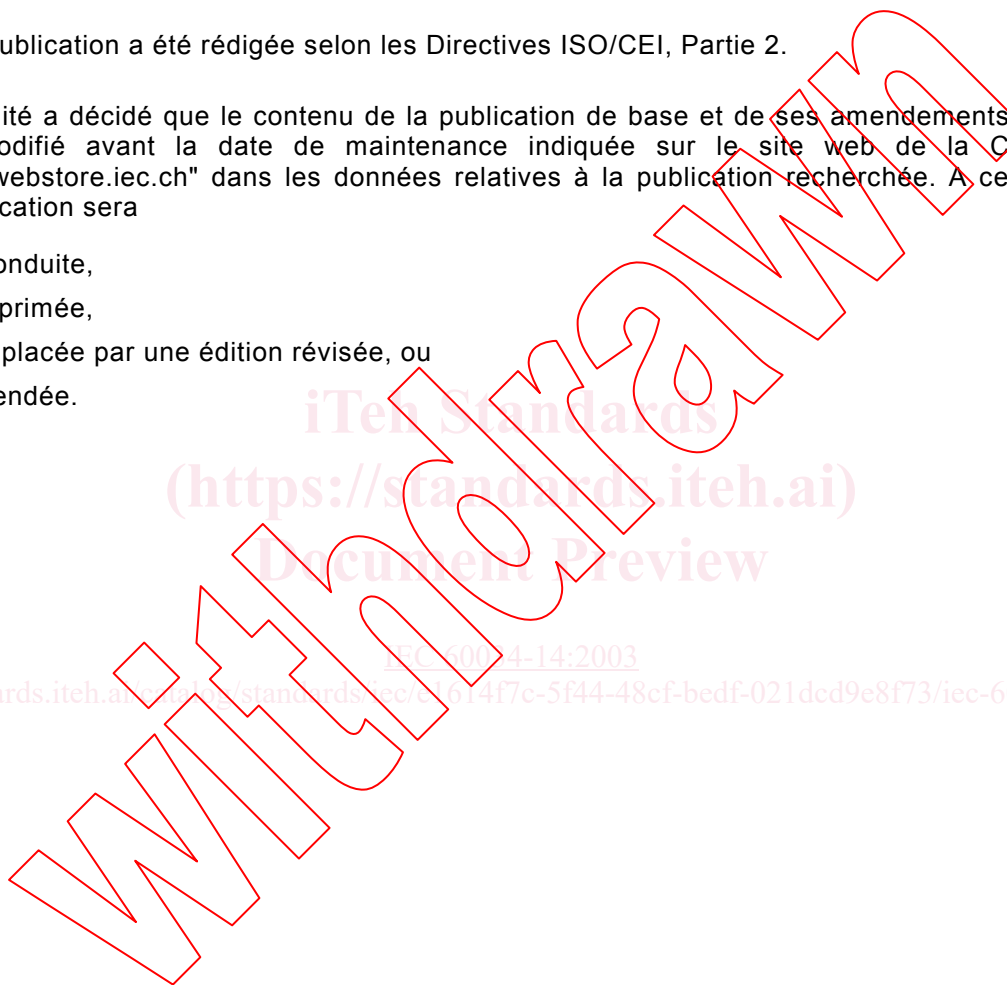 ublication a été rédigée selon les Directives ISO/CEI, Partie 2.
ité a décidé que le contenu de la publication de base et de ses amendements
odifié avant la date de maintenance indiquée sur le site web de la C
webstore.iec.ch" dans les données relatives à la publication recherchée. A ce
ication sera
onduite,
primée,
placée par une édition révisée, ou
endée.
iTeh Standards
(https://standards.iteh.ai)
Document Preview
IEC 60034-14:2003
rds.iteh.ai/catalog/standards/iec/c1614f7c-5f44-48cf-bedf-021dcd9e8f73/iec-6
withdrawn